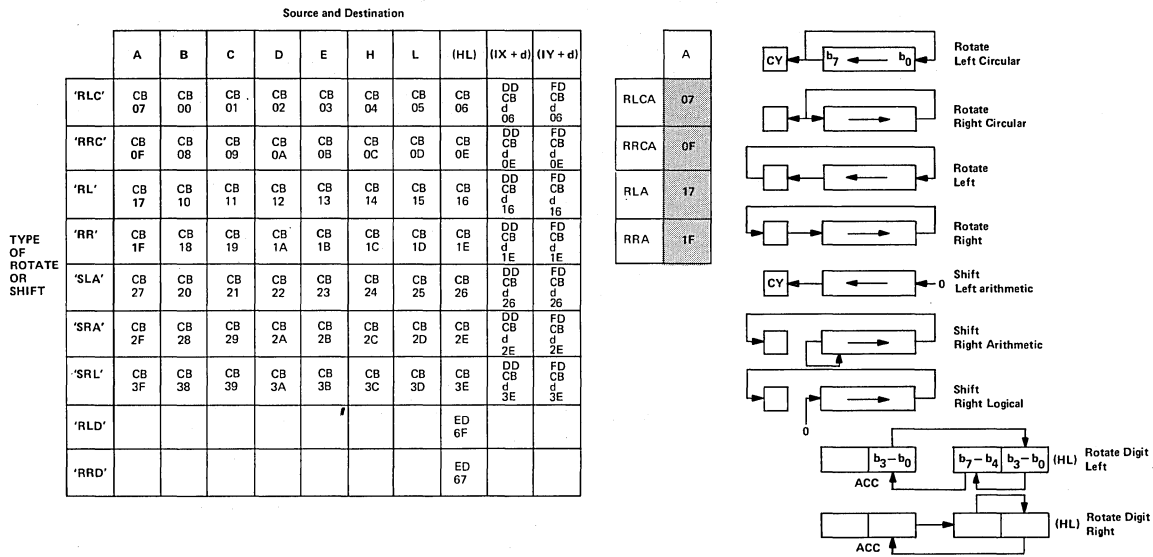 Source and Destination
A B C D E H L (HL) (IX + d) (IY + d)
'RLC' CB 07 CB 00 CB 01 CB 02 CB 03 CB 04 CB 05 CB 06 DD CB d 06 FD CB d 06
'RRC' CB 0F CB 08 CB 09 CB 0A CB 0B CB 0C CB 0D CB 0E DD CB d 0E FD CB d 0E
'RL' CB 17 CB 10 CB 11 CB 12 CB 13 CB 14 CB 15 CB 16 DD CB d 16 FD CB d 16
'RR' CB 1F CB 18 CB 19 CB 1A CB 1B CB 1C CB 1D CB 1E DD CB d 1E FD CB d 1E
'SLA' CB 27 CB 20 CB 21 CB 22 CB 23 CB 24 CB 25 CB 26 DD CB d 26 FD CB d 26
'SRA' CB 2F CB 28 CB 29 CB 2A CB 2B CB 2C CB 2D CB 2E DD CB d 2E FD CB d 2E
'SRL' CB 3F CB 38 CB 39 CB 3A CB 3B CB 3C CB 3D CB 3E DD CB d 3E FD CB d 3E
'RLD' ED 6F
'RRD' ED 67
TYPE
OF
ROTATE
OR
SHIFT
A
RLCA 07
RRCA 0F
RLA 17
RRA 1F
CY b7 b0 Rotate
Left Circular
Rotate
Right Circular
Rotate
Left
Rotate
Right
CY 0 Shift
Left arithmetic
Shift
Right Arithmetic
Shift
Right Logical
0
b3–b0 b7–b4 b3–b0 (HL) Rotate Digit
Left
ACC
(HL) Rotate Digit
Right
ACC